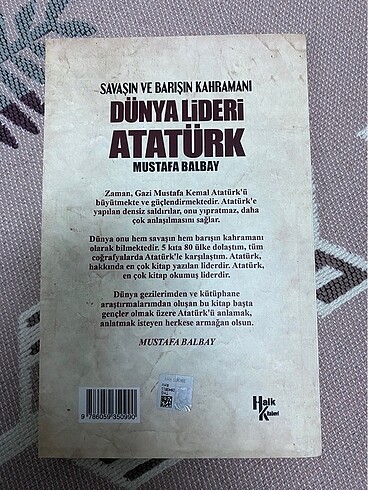 SAVAŞIN VE BARIŞIN KAHRAMANI
DÜNYA LİDERİ
ATATÜRK
MUSTAFA BALBAY
Zaman, Gazi Mustafa Kemal Atatürk'ü
büyütmekte ve güçlendirmektedir. Atatürk'e
yapılan densiz saldırılar, onu yıpratmaz, daha
çok anlaşılmasını sağlar.
Dünya onu hem savaşın hem barışın kahramanı
olarak bilmektedir. 5 kıta 80 ülke dolaştım, tüm
coğrafyalarda Atatürk'le karşılaştım. Atatürk,
hakkında en çok kitap yazılan liderdir. Atatürk,
en çok kitap okumuş liderdir.
Dünya gezilerimden ve kütüphane
araştırmalarımdan oluşan bu kitap başta
gençler olmak üzere Atatürk'ü anlamak,
anlatmak isteyen herkese armağan olsun.
MUSTAFA BALBAY
9 786059 350990
Halk
Kitabevi